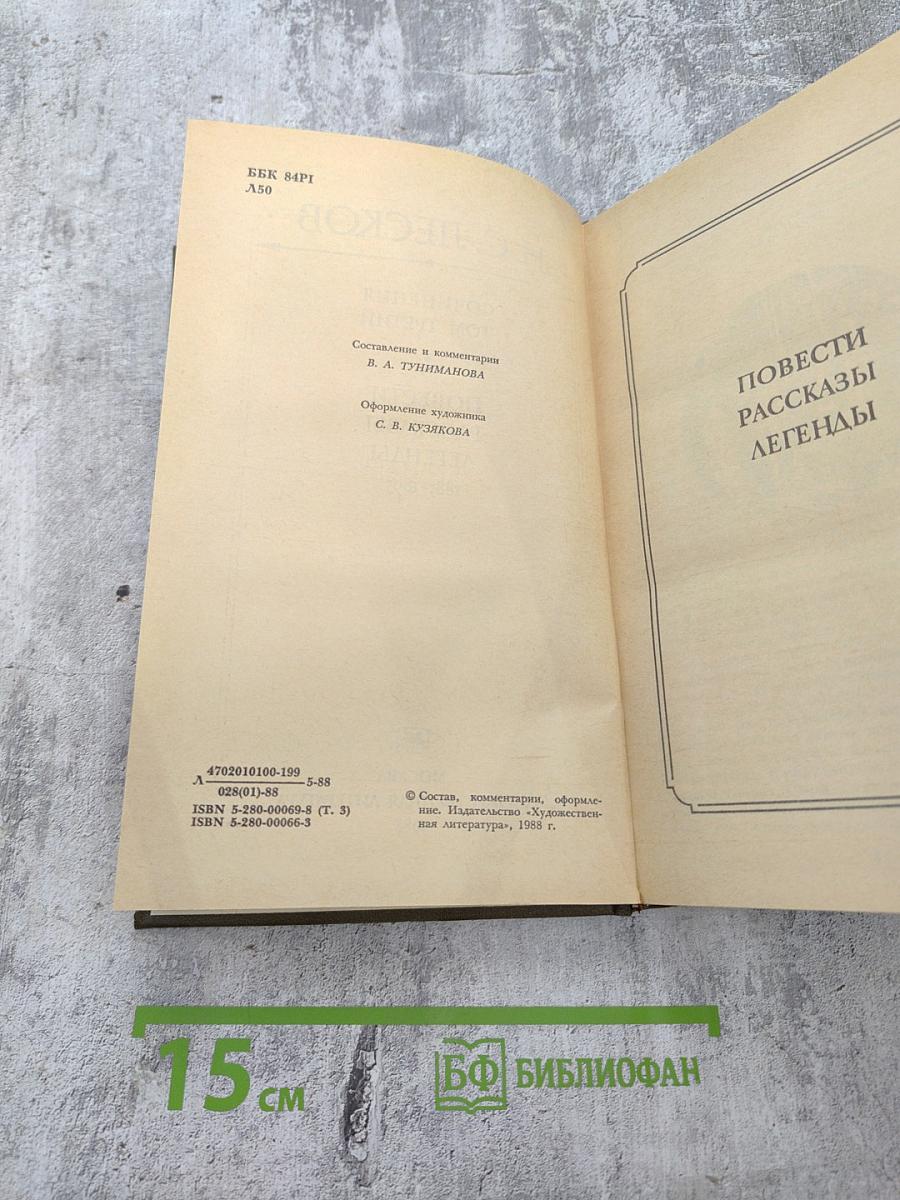 ББК 84Р1
Л50
Составление и комментарии
В. А. ТУНИМАНОВА
Оформление художника
С. В. КУЗЯКОВА
Л 4702010100-199 5-88
028(01)-88
ISBN 5-280-00069-8 (Т. 3)
ISBN 5-280-00066-3
© Состав, комментарии, оформле-
ние. Издательство «Художествен-
ная литература», 1988 г.
ПОВЕСТИ
РАССКАЗЫ
ЛЕГЕНДЫ
15 см
БФ БИБ�лИОФАН